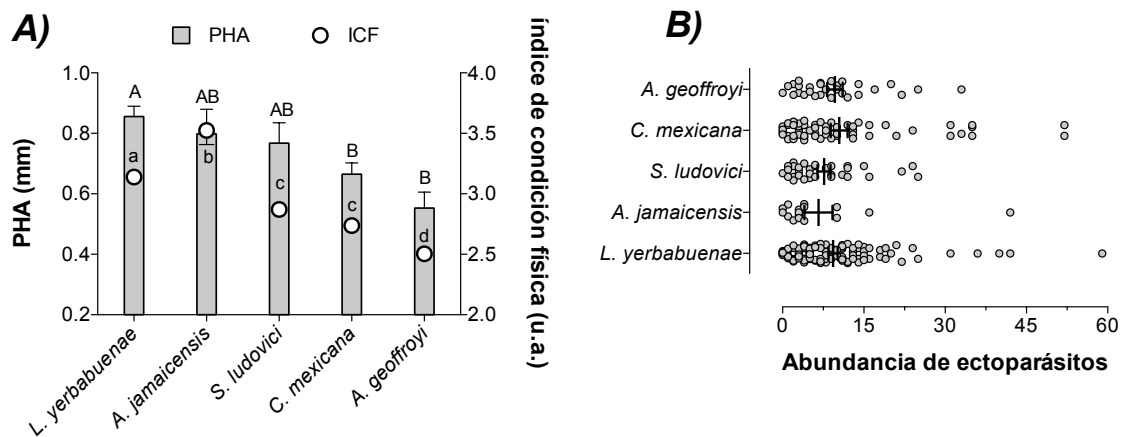 A)
PHA
ICF
PHA (mm)
1.0
0.8
0.6
0.4
0.2
A
AB
AB
B
B
a
b
c
c
d
4.0
3.5
3.0
2.5
2.0
índice de condición física (u.a.)
L. yerbabuenae
A. jamaicensis
S. ludovici
C. mexicana
A. geoffroyi
B)
A. geoffroyi
C. mexicana
S. ludovici
A. jamaicensis
L. yerbabuenae
0 15 30 45 60
Abundancia de ectoparásitos